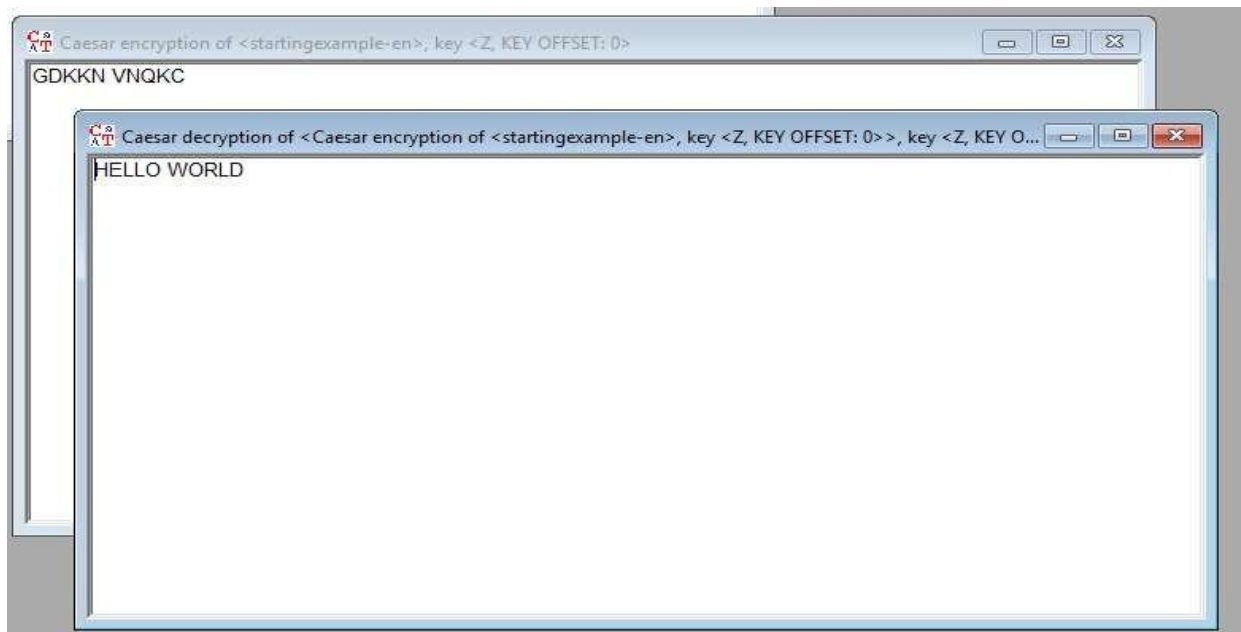 Caesar encryption of <startingexample-en>, key <Z, KEY OFFSET: 0>
GDKKN VNQKC
Caesar decryption of <Caesar encryption of <startingexample-en>, key <Z, KEY OFFSET: 0>>, key <Z, KEY O...
HELLO WORLD